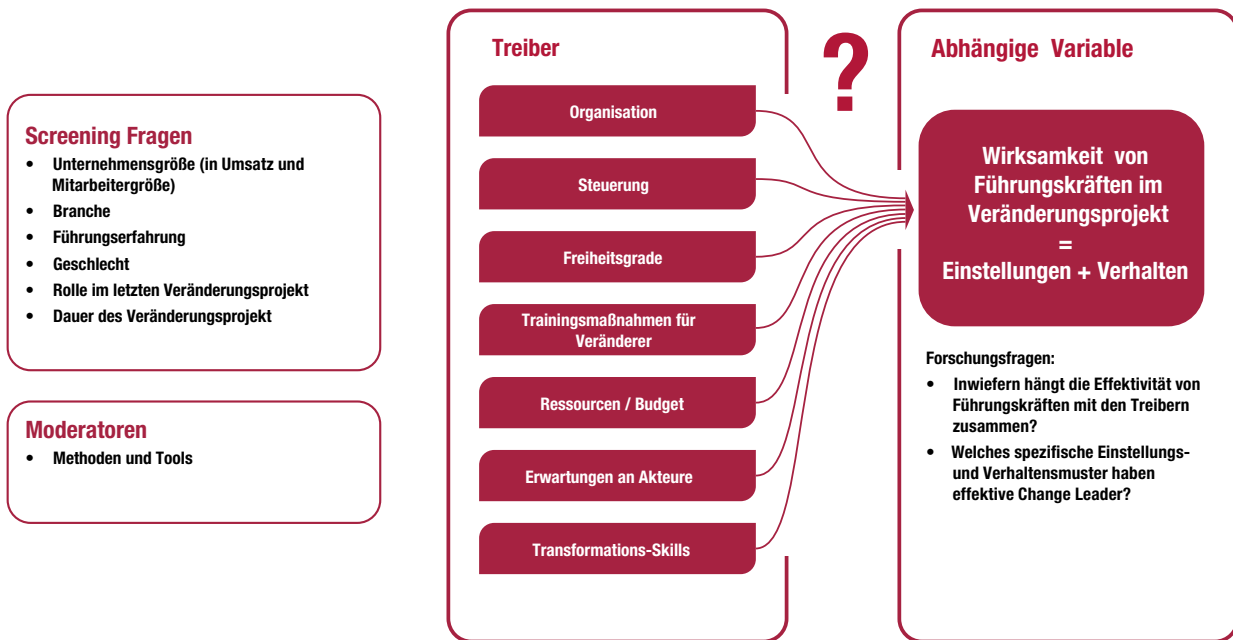 Screening Fragen
• Unternehmensgröße (in Umsatz und
Mitarbeitergröße)
• Branche
• Führungserfahrung
• Geschlecht
• Rolle im letzten Veränderungsprojekt
• Dauer des Veränderungsprojekt
Moderatoren
• Methoden und Tools
Treiber
Organisation
Steuerung
Freiheitsgrade
Trainingsmaßnahmen für
Veränderer
Ressourcen / Budget
Erwartungen an Akteure
Transformations-Skills
?
Abhängige Variable
Wirksamkeit von
Führungskräften im
Veränderungsprojekt
=
Einstellungen + Verhalten
Forschungsfragen:
• Inwiefern hängt die Effektivität von
Führungskräften mit den Treibern
zusammen?
• Welches spezifische Einstellungs-
und Verhaltensmuster haben
effektive Change Leader?